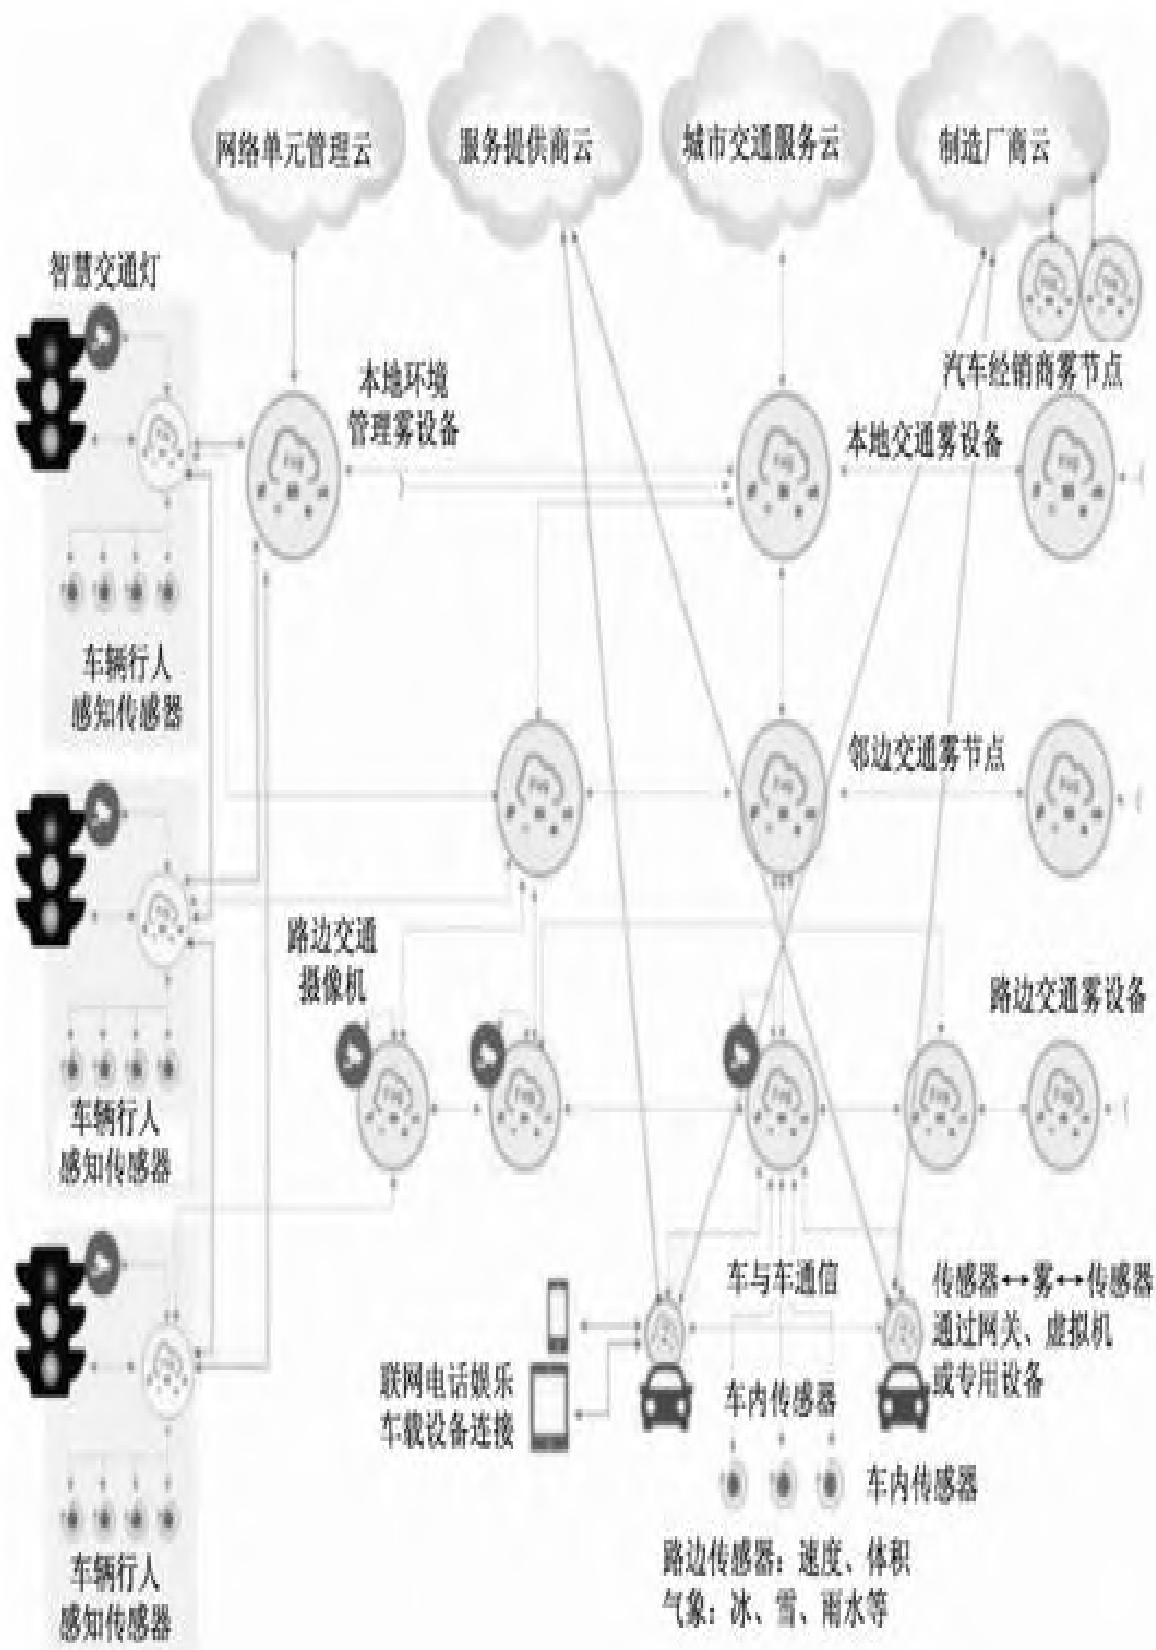 网络单元管理云
服务提供商云
城市交通服务云
制造厂商云
智慧交通灯
汽车经销商雾节点
本地环境
管理雾设备
本地交通雾设备
车辆行人
感知传感器
邻边交通雾节点
路边交通
摄像机
路边交通雾设备
车辆行人
感知传感器
车与车通信
传感器↔雾↔传感器
通过网关、虚拟机
或专用设备
联网电话娱乐
车载设备连接
车内传感器
车内传感器
路边传感器：速度、体积
气象：冰、雪、雨水等
车辆行人
感知传感器